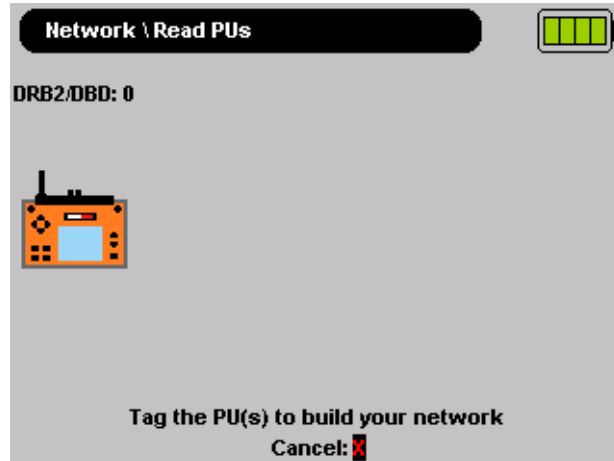 Network \ Read PUs
DRB2/DBD: 0
Tag the PU(s) to build your network
Cancel: X